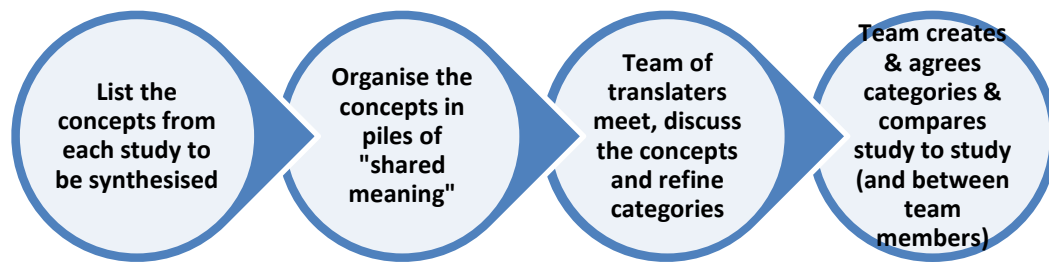 List the
concepts from
each study to
be synthesised
Organise the
concepts in
piles of
"shared
meaning"
Team of
translaters
meet, discuss
the concepts
and refine
categories
Team creates
& agrees
categories &
compares
study to study
(and between
team
members)